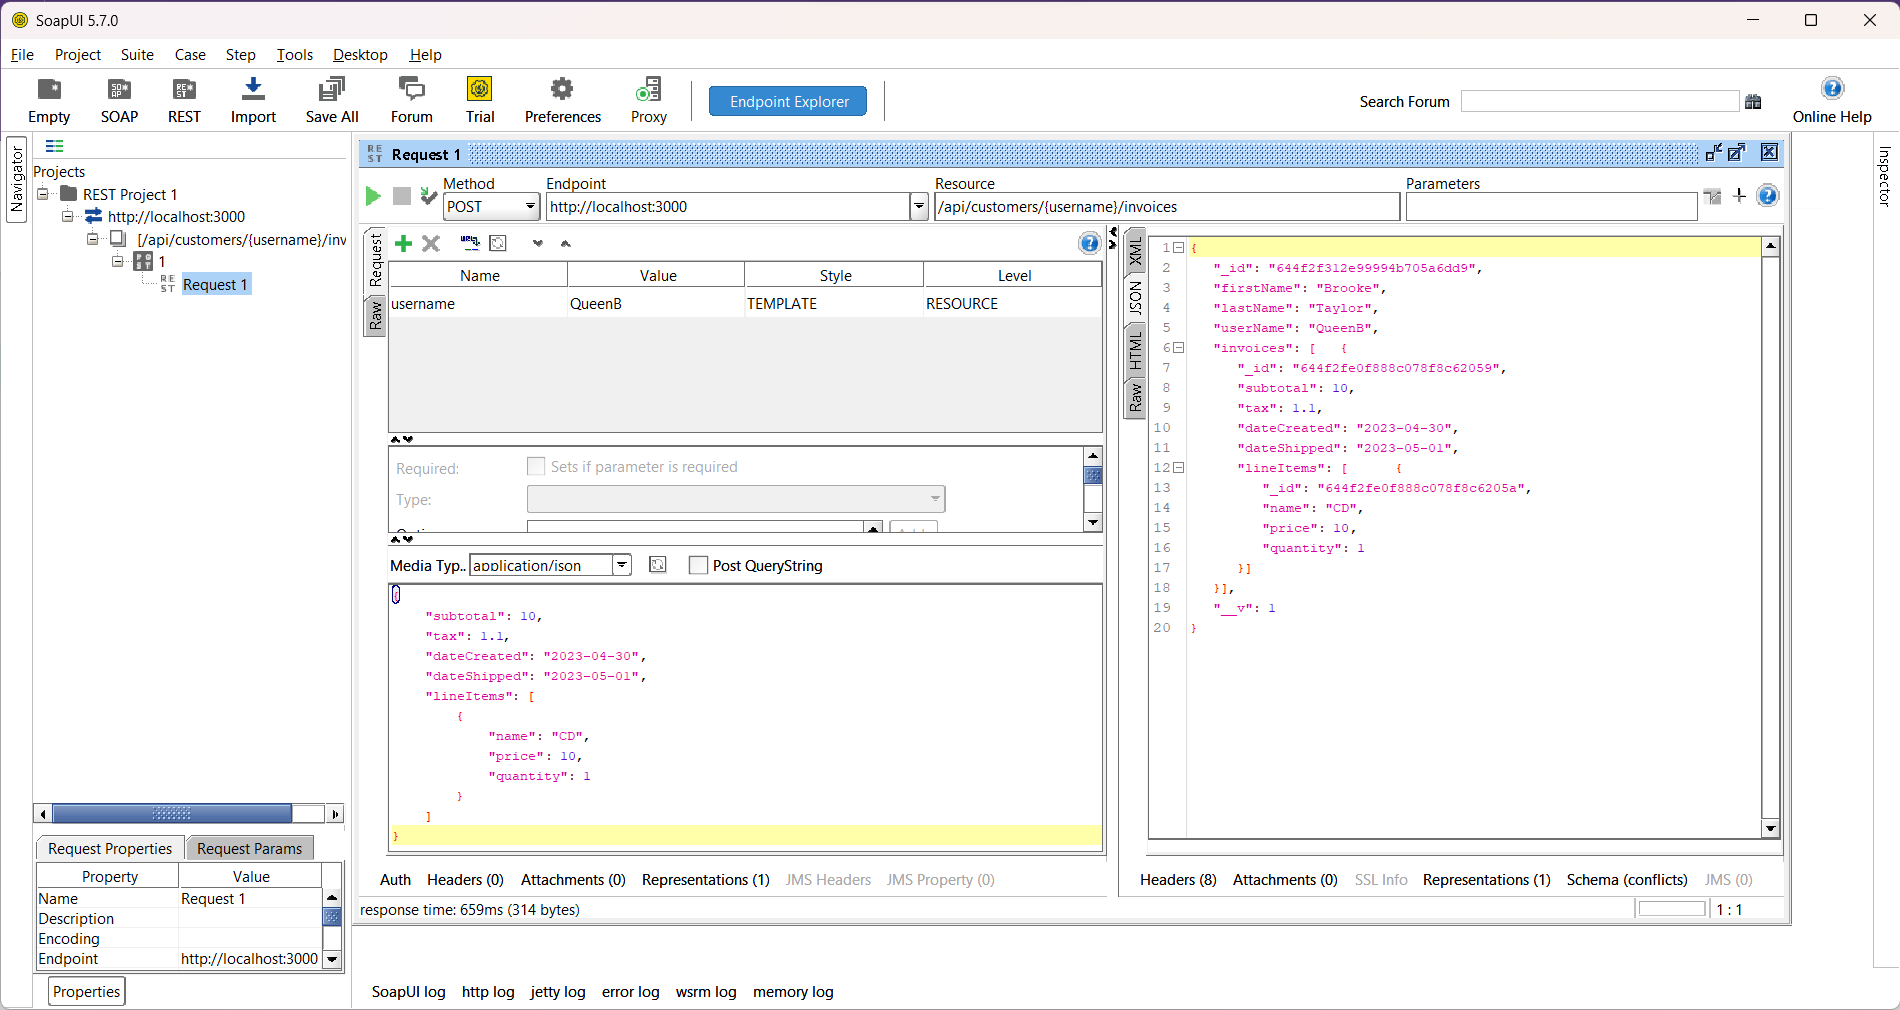 SoapUI 5.7.0
File Project Suite Case Step Tools Desktop Help
Empty SOAP REST Import Save All Forum Trial Preferences Proxy Endpoint Explorer Search Forum Online Help
Navigator
Projects
REST Project 1
http://localhost:3000
[/api/customers/{username}/inv
1
Request 1
Request Properties Request Params
Property Value
Name Request 1
Description
Encoding
Endpoint http://localhost:3000
Properties
Request 1
Method Endpoint Resource Parameters
POST http://localhost:3000 /api/customers/{username}/invoices
Request
Raw
Name Value Style Level
username QueenB TEMPLATE RESOURCE
Required: Sets if parameter is required
Type:
Media Typ.. application/json Post QueryString
{
"subtotal": 10,
"tax": 1.1,
"dateCreated": "2023-04-30",
"dateShipped": "2023-05-01",
"lineItems": [
{
"name": "CD",
"price": 10,
"quantity": 1
}
]
}
Auth Headers (0) Attachments (0) Representations (1) JMS Headers JMS Property (0)
XML
JSON
HTML
Raw
1 {
2 "_id": "644f2f312e99994b705a6dd9",
3 "firstName": "Brooke",
4 "lastName": "Taylor",
5 "userName": "QueenB",
6 "invoices": [ {
7 "_id": "644f2fe0f888c078f8c62059",
8 "subtotal": 10,
9 "tax": 1.1,
10 "dateCreated": "2023-04-30",
11 "dateShipped": "2023-05-01",
12 "lineItems": [ {
13 "_id": "644f2fe0f888c078f8c6205a",
14 "name": "CD",
15 "price": 10,
16 "quantity": 1
17 }]
18 }],
19 "__v": 1
20 }
Headers (8) Attachments (0) SSL Info Representations (1) Schema (conflicts) JMS (0)
response time: 659ms (314 bytes) 1 : 1
Inspector
SoapUI log http log jetty log error log wsrm log memory log